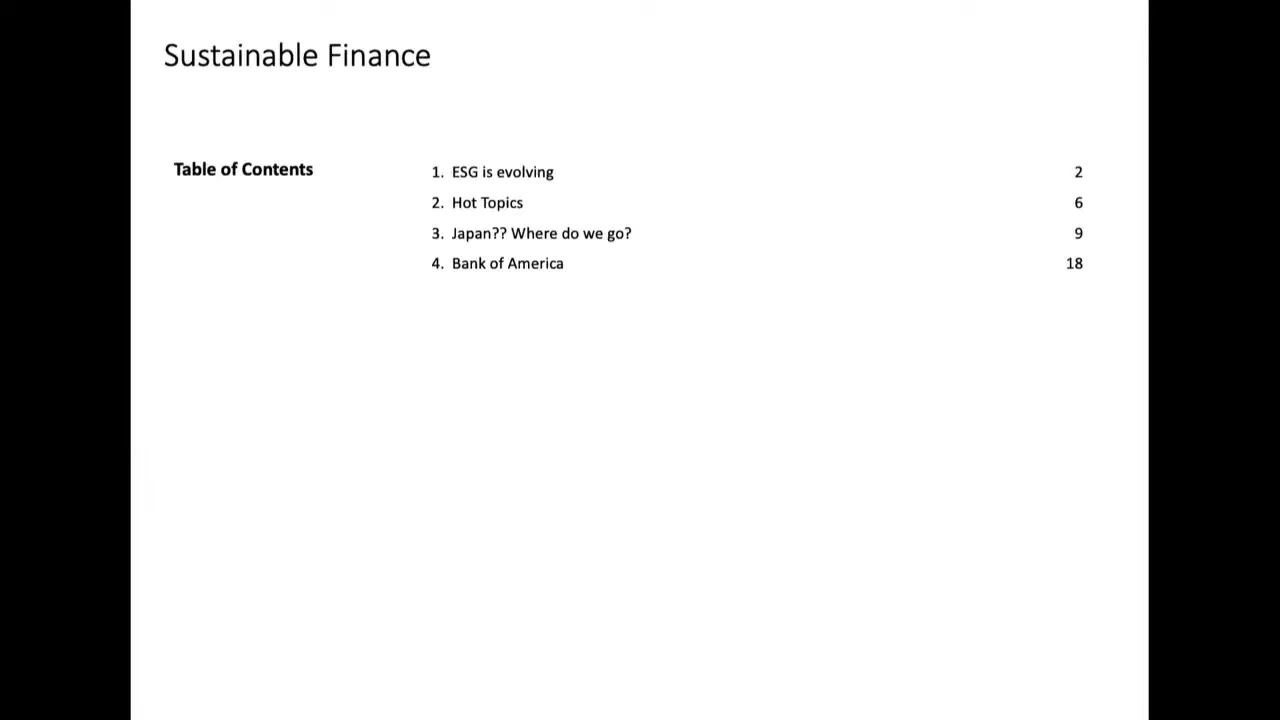 Sustainable Finance
Table of Contents
1. ESG is evolving 2
2. Hot Topics 6
3. Japan?? Where do we go? 9
4. Bank of America 18